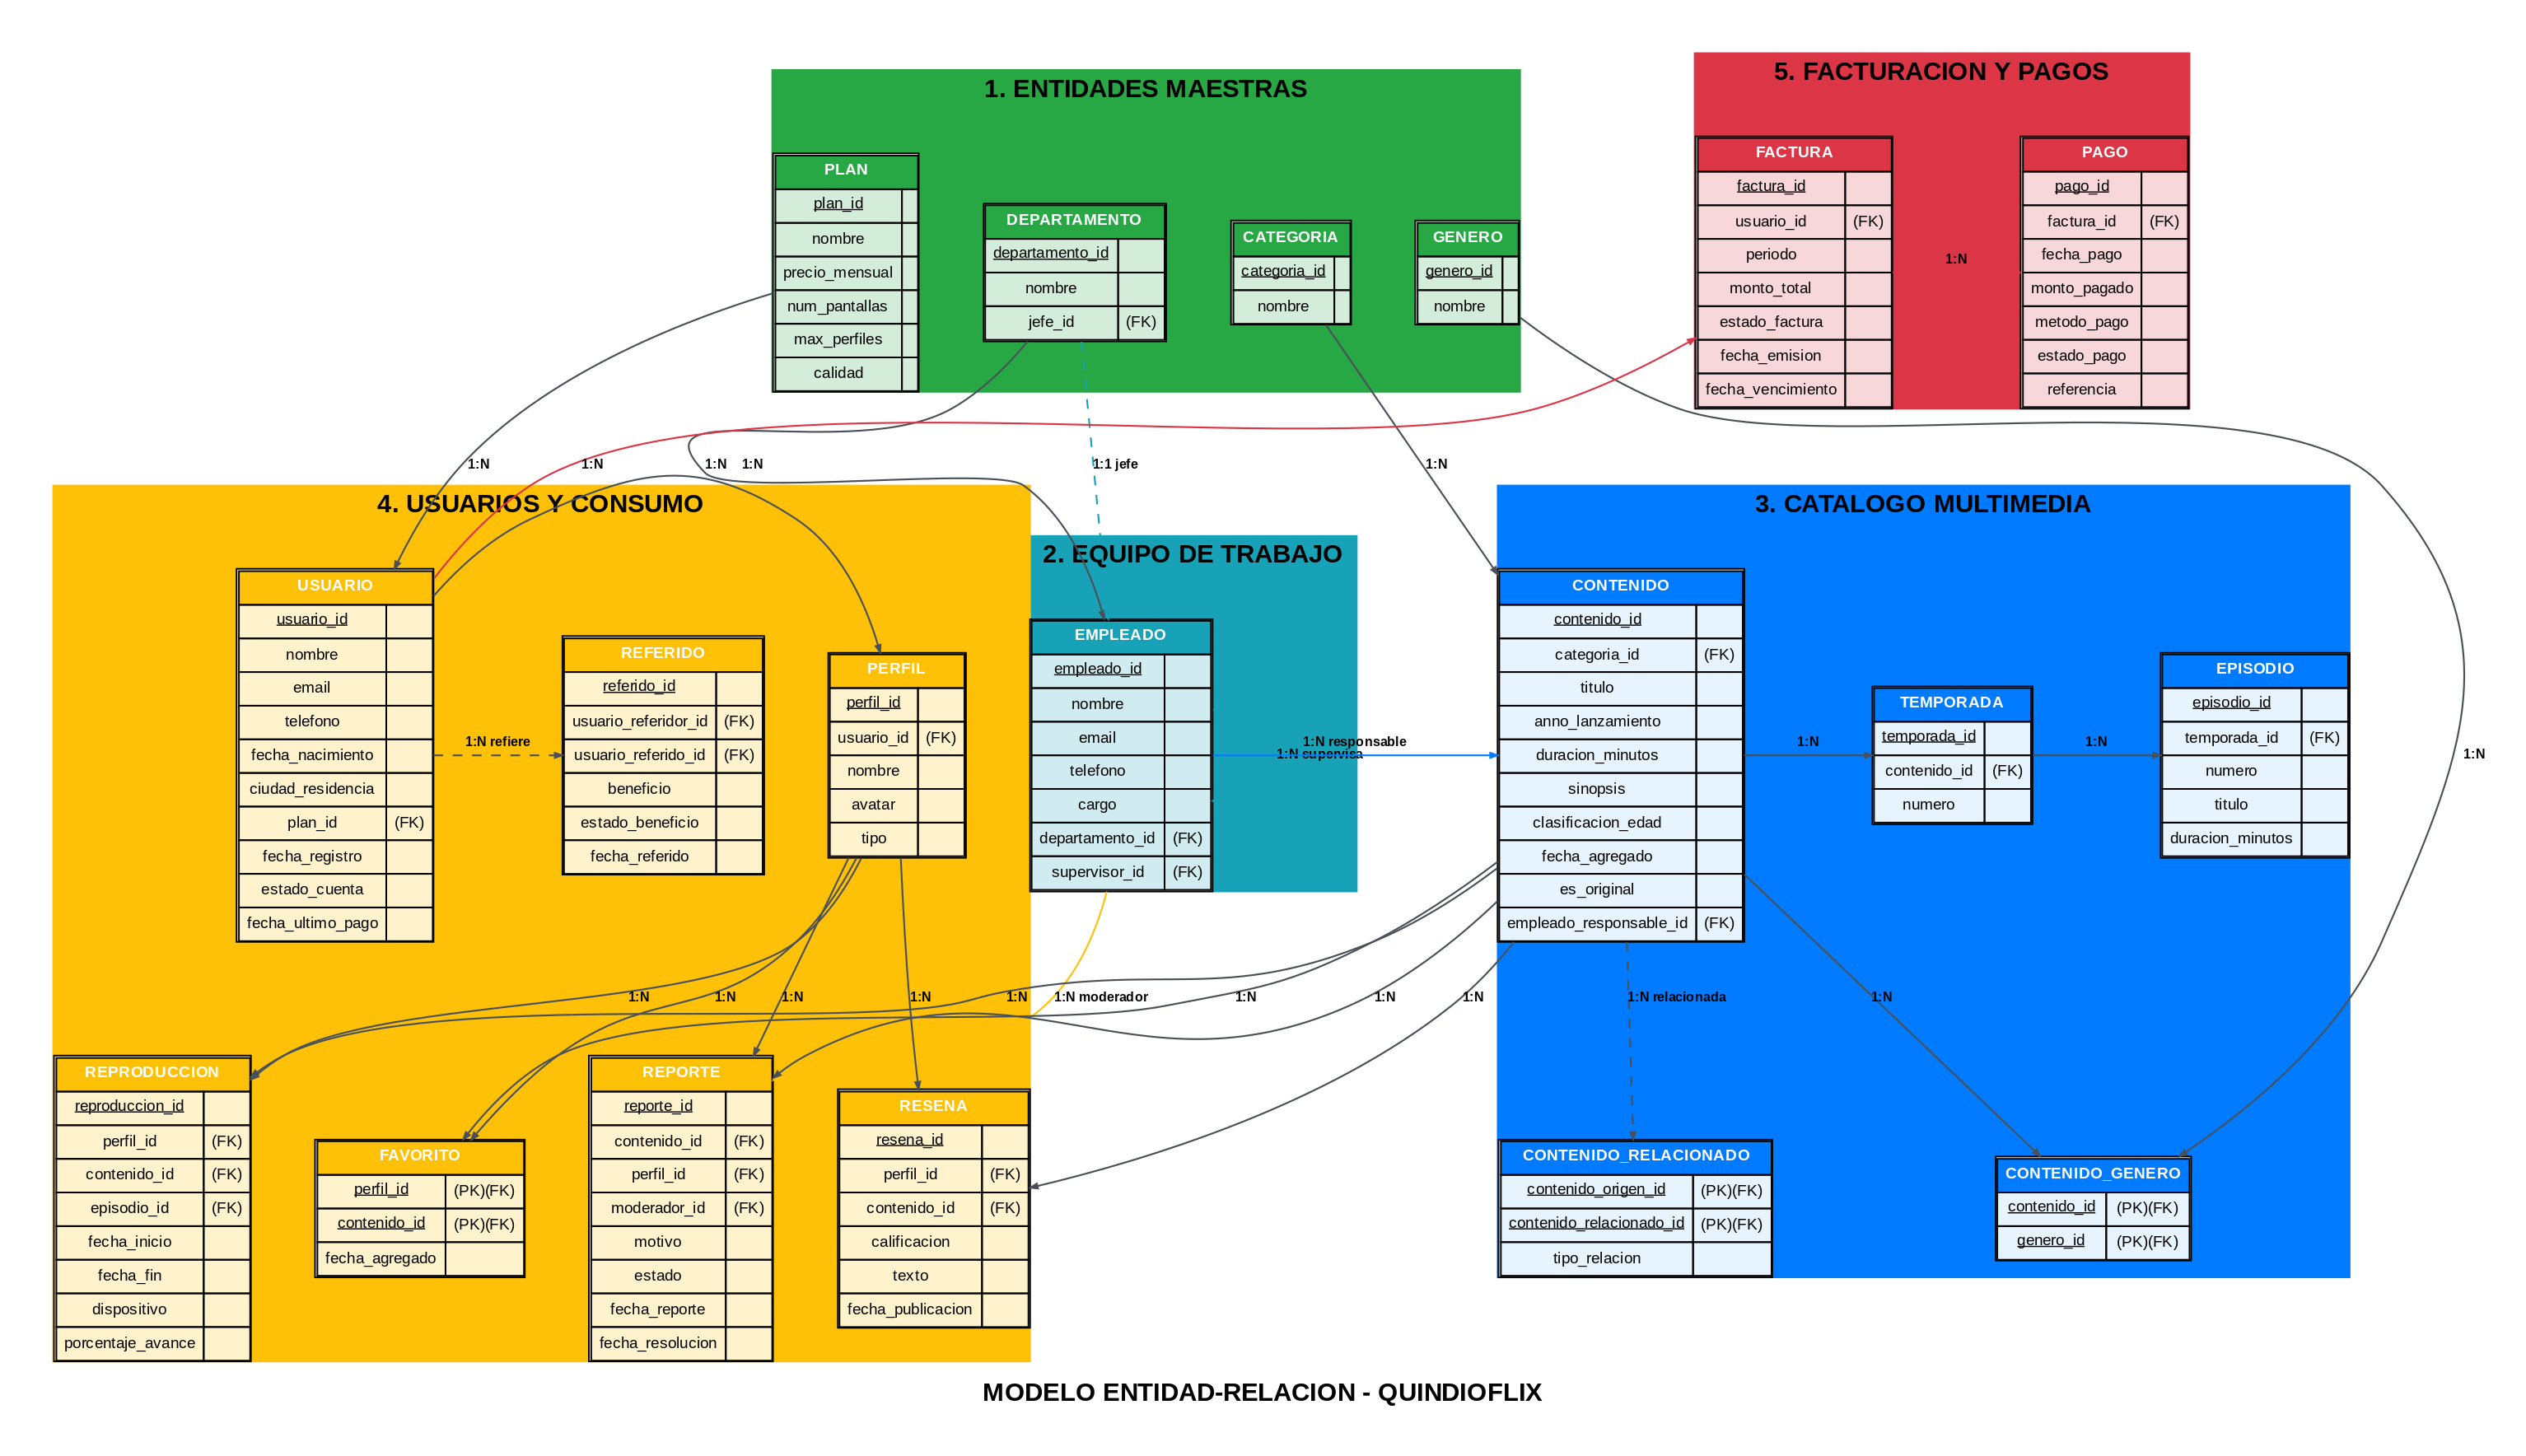 1. ENTIDADES MAESTRAS
PLAN
plan_id
nombre
precio_mensual
num_pantallas
max_perfiles
calidad
DEPARTAMENTO
departamento_id
nombre
jefe_id (FK)
CATEGORIA
categoria_id
nombre
GENERO
genero_id
nombre
5. FACTURACION Y PAGOS
FACTURA
factura_id
usuario_id (FK)
periodo
monto_total
estado_factura
fecha_emision
fecha_vencimiento
1:N
PAGO
pago_id
factura_id (FK)
fecha_pago
monto_pagado
metodo_pago
estado_pago
referencia
1:N
1:N
1:N
1:N
1:1 jefe
1:N
4. USUARIOS Y CONSUMO
USUARIO
usuario_id
nombre
email
telefono
fecha_nacimiento
ciudad_residencia
plan_id (FK)
fecha_registro
estado_cuenta
fecha_ultimo_pago
1:N refiere
REFERIDO
referido_id
usuario_referidor_id (FK)
usuario_referido_id (FK)
beneficio
estado_beneficio
fecha_referido
PERFIL
perfil_id
usuario_id (FK)
nombre
avatar
tipo
2. EQUIPO DE TRABAJO
EMPLEADO
empleado_id
nombre
email
telefono
cargo
departamento_id (FK)
supervisor_id (FK)
1:N responsable
1:N supervisa
3. CATALOGO MULTIMEDIA
CONTENIDO
contenido_id
categoria_id (FK)
titulo
anno_lanzamiento
duracion_minutos
sinopsis
clasificacion_edad
fecha_agregado
es_original
empleado_responsable_id (FK)
1:N
TEMPORADA
temporada_id
contenido_id (FK)
numero
1:N
EPISODIO
episodio_id
temporada_id (FK)
numero
titulo
duracion_minutos
1:N
1:N
1:N
1:N
1:N
1:N
1:N moderador
1:N
1:N
1:N
1:N relacionada
1:N
REPRODUCCION
reproduccion_id
perfil_id (FK)
contenido_id (FK)
episodio_id (FK)
fecha_inicio
fecha_fin
dispositivo
porcentaje_avance
FAVORITO
perfil_id (PK)(FK)
contenido_id (PK)(FK)
fecha_agregado
REPORTE
reporte_id
contenido_id (FK)
perfil_id (FK)
moderador_id (FK)
motivo
estado
fecha_reporte
fecha_resolucion
RESENA
resena_id
perfil_id (FK)
contenido_id (FK)
calificacion
texto
fecha_publicacion
CONTENIDO_RELACIONADO
contenido_origen_id (PK)(FK)
contenido_relacionado_id (PK)(FK)
tipo_relacion
CONTENIDO_GENERO
contenido_id (PK)(FK)
genero_id (PK)(FK)
MODELO ENTIDAD-RELACION - QUINDIOFLIX